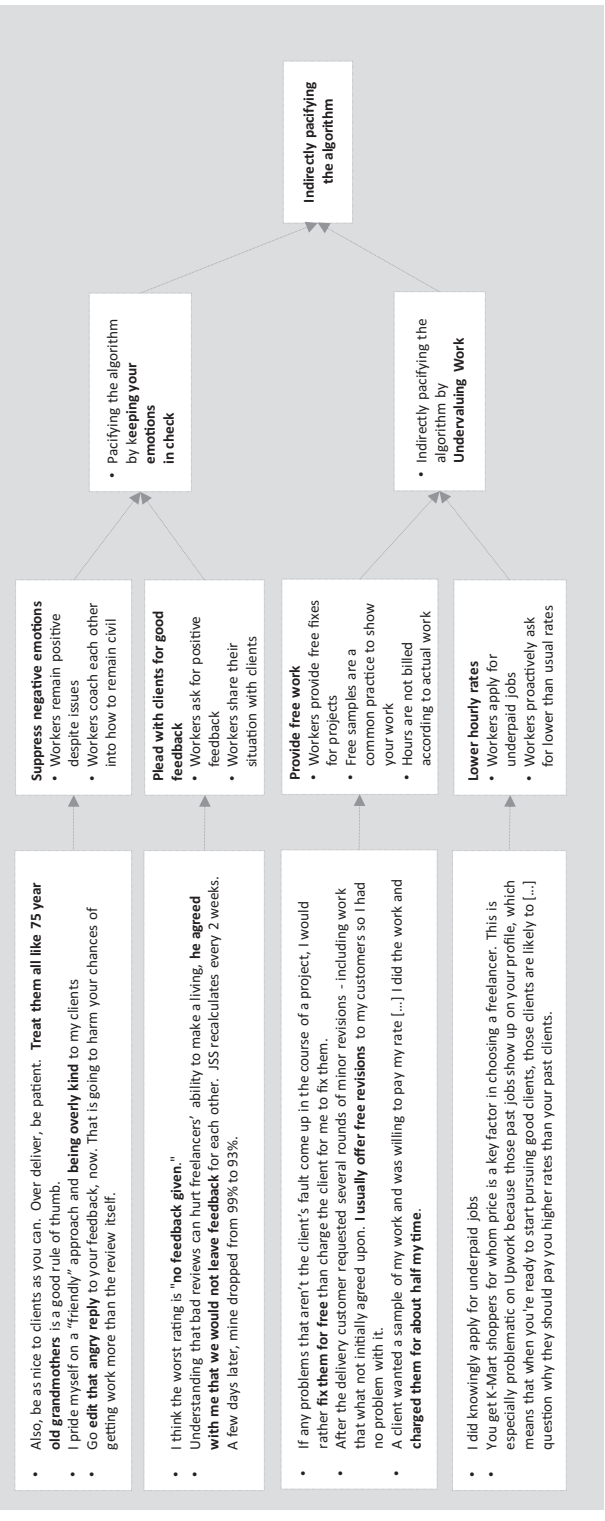 • Also, be as nice to clients as you can. Over deliver, be patient. Treat them all like 75 year
old grandmothers is a good rule of thumb.
• I pride myself on a "friendly" approach and being overly kind to my clients
• Go edit that angry reply to your feedback, now. That is going to harm your chances of
getting work more than the review itself.
• I think the worst rating is "no feedback given."
• Understanding that bad reviews can hurt freelancers' ability to make a living, he agreed
with me that we would not leave feedback for each other. JSS recalculates every 2 weeks.
A few days later, mine dropped from 99% to 93%.
• If any problems that aren't the client's fault come up in the course of a project, I would
rather fix them for free than charge the client for me to fix them.
• After the delivery customer requested several rounds of minor revisions - including work
that what not initially agreed upon. I usually offer free revisions to my customers so I had
no problem with it.
• A client wanted a sample of my work and was willing to pay my rate [...] I did the work and
charged them for about half my time.
• I did knowingly apply for underpaid jobs
• You get K-Mart shoppers for whom price is a key factor in choosing a freelancer. This is
especially problematic on Upwork because those past jobs show up on your profile, which
means that when you're ready to start pursuing good clients, those clients are likely to [...]
question why they should pay you higher rates than your past clients.
Suppress negative emotions
• Workers remain positive
despite issues
• Workers coach each other
into how to remain civil
Plead with clients for good
feedback
• Workers ask for positive
feedback
• Workers share their
situation with clients
Provide free work
• Workers provide free fixes
for projects
• Free samples are a
common practice to show
your work
• Hours are not billed
according to actual work
Lower hourly rates
• Workers apply for
underpaid jobs
• Workers proactively ask
for lower than usual rates
• Pacifying the algorithm
by keeping your
emotions
in check
• Indirectly pacifying the
algorithm by
Undervaluing Work
Indirectly pacifying
the algorithm